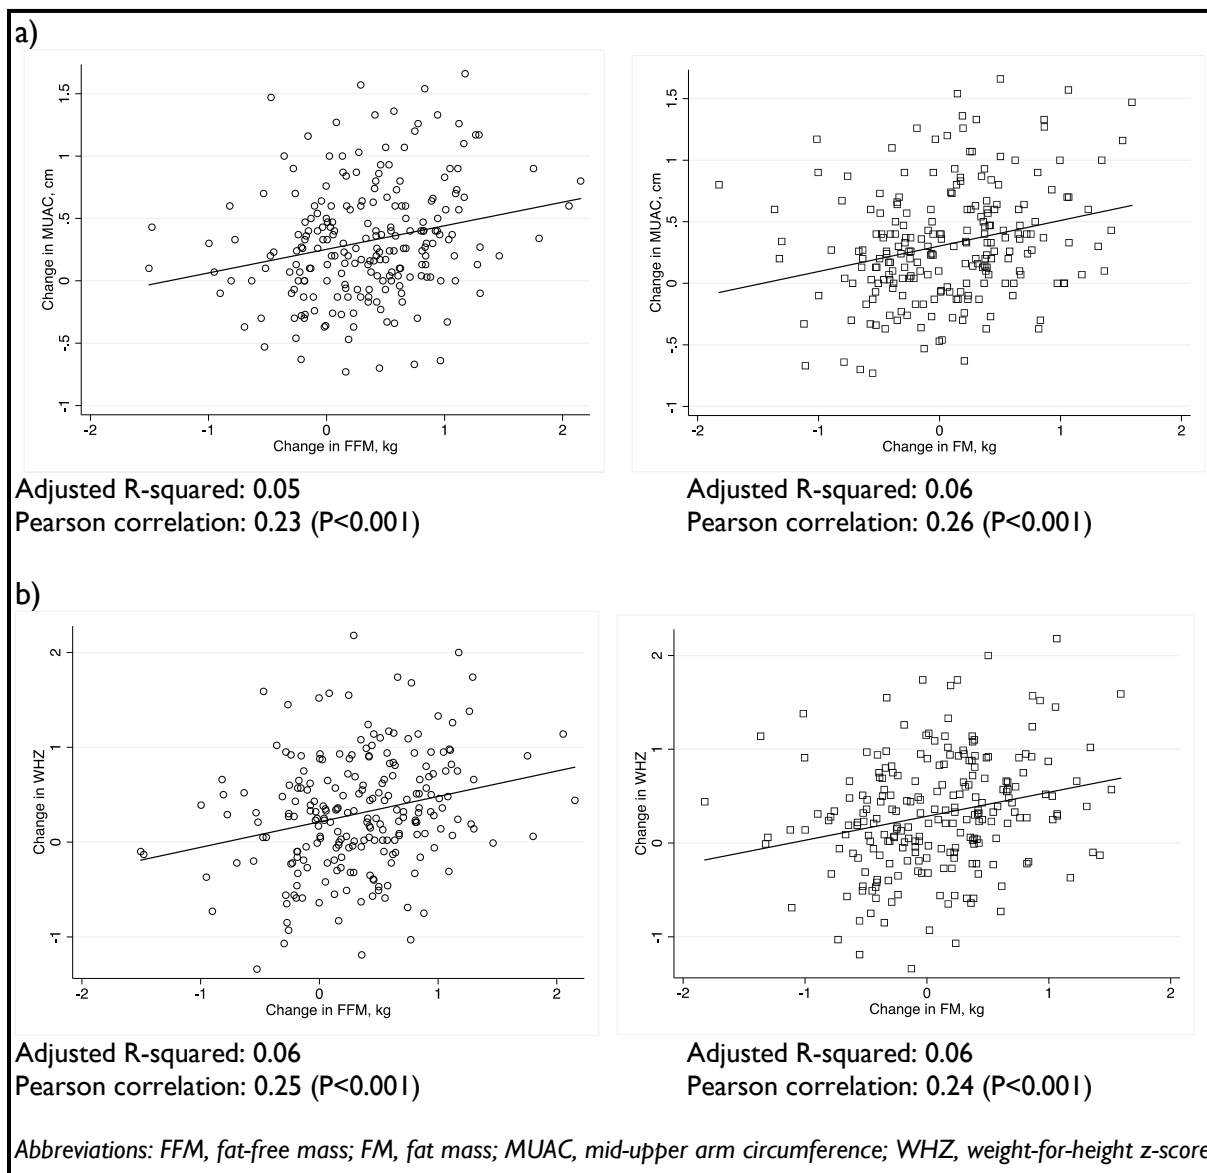 a)
Change in MUAC, cm
1.5
1
.5
0
-.5
-1
-2 -1 0 1 2
Change in FFM, kg
Change in MUAC, cm
1.5
1
.5
0
-.5
-1
-2 -1 0 1 2
Change in FM, kg
Adjusted R-squared: 0.05
Pearson correlation: 0.23 (P<0.001)
Adjusted R-squared: 0.06
Pearson correlation: 0.26 (P<0.001)
b)
Change in WHZ
2
1
0
-1
-2 -1 0 1 2
Change in FFM, kg
Change in WHZ
2
1
0
-1
-2 -1 0 1 2
Change in FM, kg
Adjusted R-squared: 0.06
Pearson correlation: 0.25 (P<0.001)
Adjusted R-squared: 0.06
Pearson correlation: 0.24 (P<0.001)
Abbreviations: FFM, fat-free mass; FM, fat mass; MUAC, mid-upper arm circumference; WHZ, weight-for-height z-score